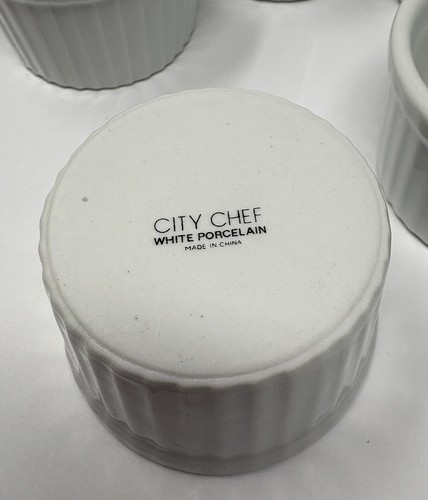 CITY CHEF
WHITE PORCELAIN
MADE IN CHINA